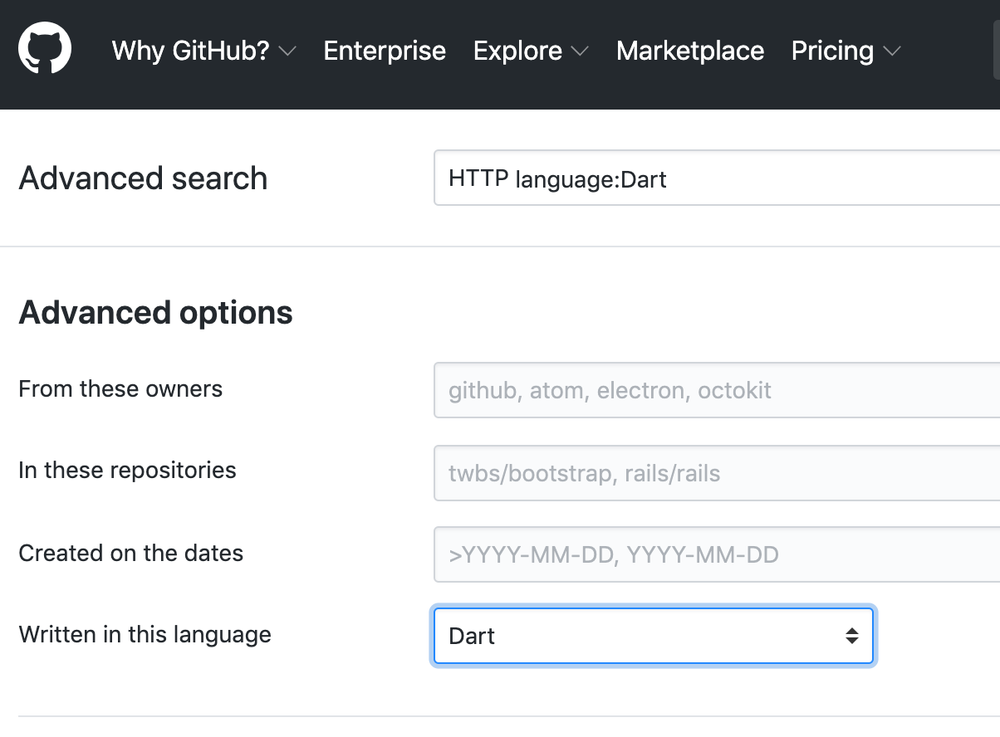 Why GitHub? Enterprise Explore Marketplace Pricing
Advanced search
HTTP language:Dart
Advanced options
From these owners
github, atom, electron, octokit
In these repositories
twbs/bootstrap, rails/rails
Created on the dates
>YYYY-MM-DD, YYYY-MM-DD
Written in this language
Dart